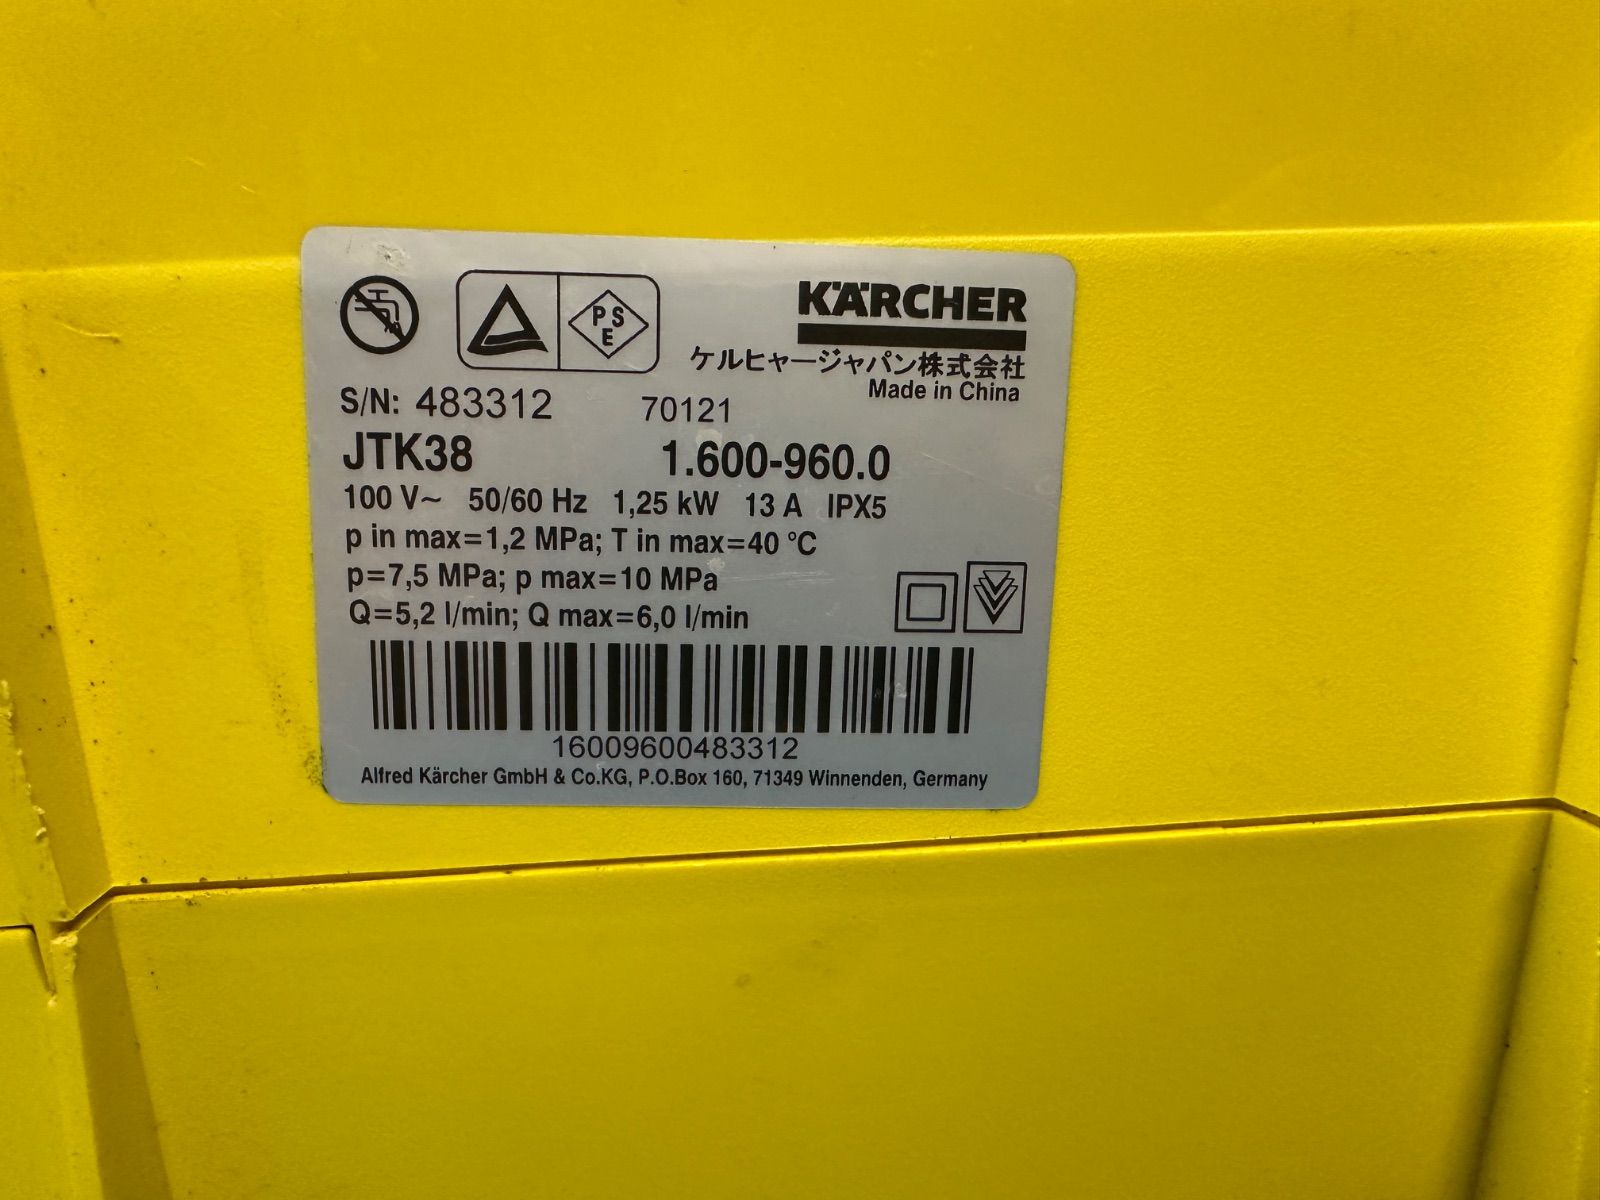 PSE
KÄRCHER
ケルヒャージャパン株式会社
Made in China
S/N: 483312 70121
JTK38 1.600-960.0
100 V~ 50/60 Hz 1,25 kW 13 A IPX5
p in max=1,2 MPa; T in max=40 °C
p=7,5 MPa; p max=10 MPa
Q=5,2 l/min; Q max=6,0 l/min
16009600483312
Alfred Kärcher GmbH & Co.KG, P.O.Box 160, 71349 Winnenden, Germany